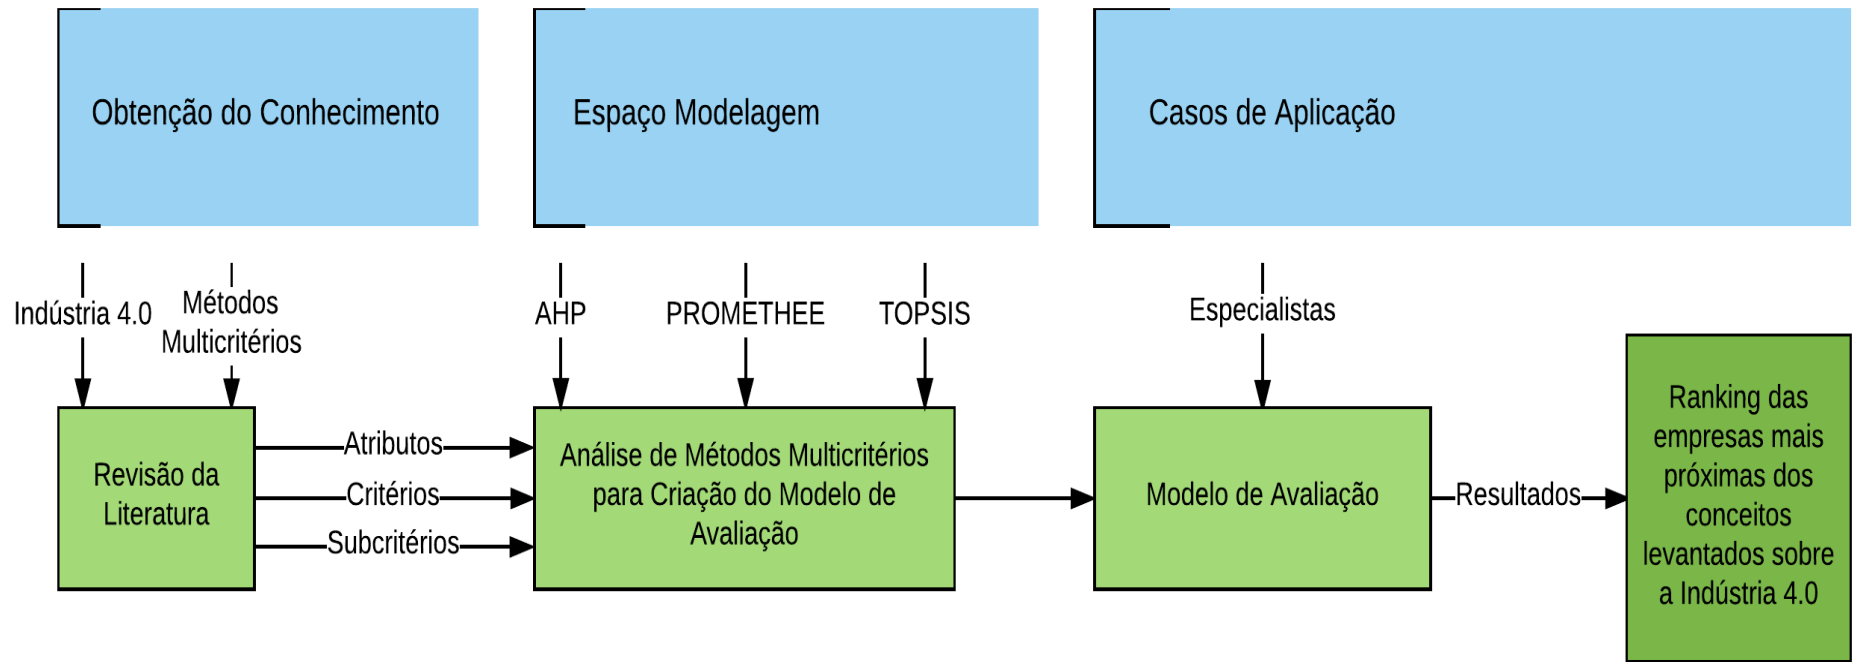 Obtenção do Conhecimento
Espaço Modelagem
Casos de Aplicação
Indústria 4.0
Métodos
Multicritérios
AHP
PROMETHEE
TOPSIS
Especialistas
Revisão da
Literatura
Atributos
Critérios
Subcritérios
Análise de Métodos Multicritérios
para Criação do Modelo de
Avaliação
Modelo de Avaliação
Resultados
Ranking das
empresas mais
próximas dos
conceitos
levantados sobre
a Indústria 4.0